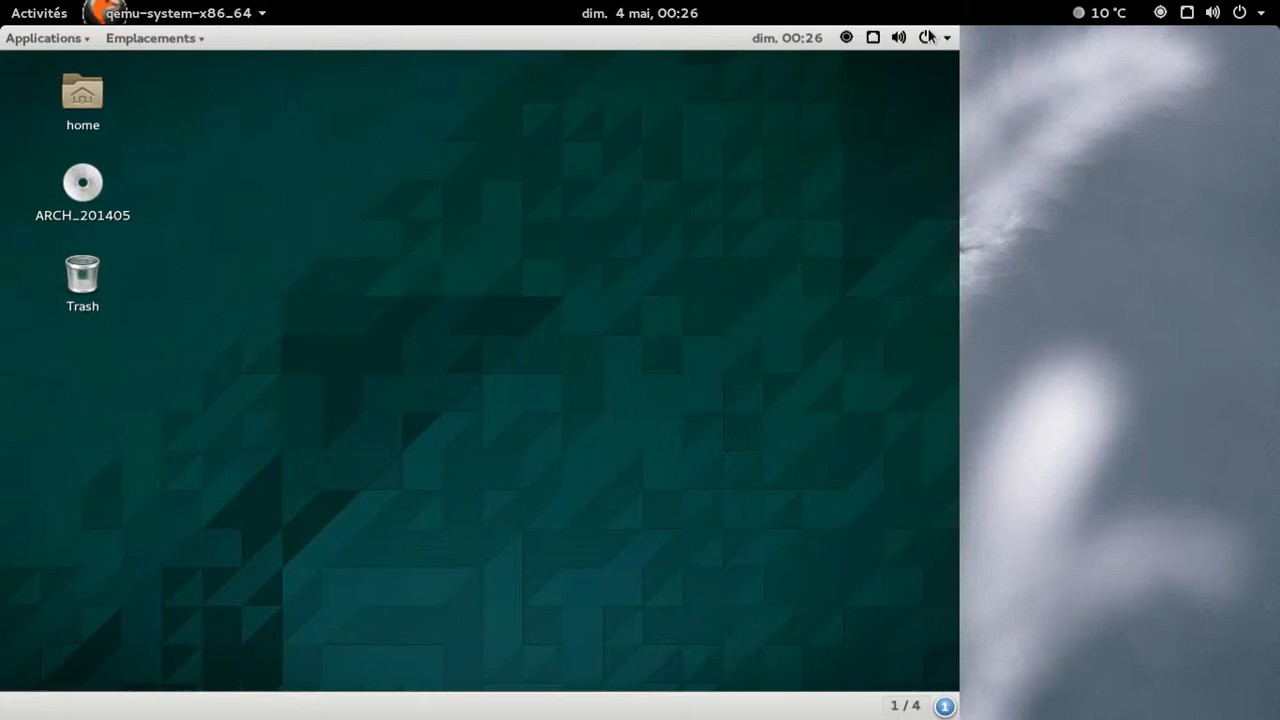 Activités qemu-system-x86_64 dim. 4 mai, 00:26 10 °C
Applications Emplacements dim. 00:26
home
ARCH_201405
Trash
1 / 4 1